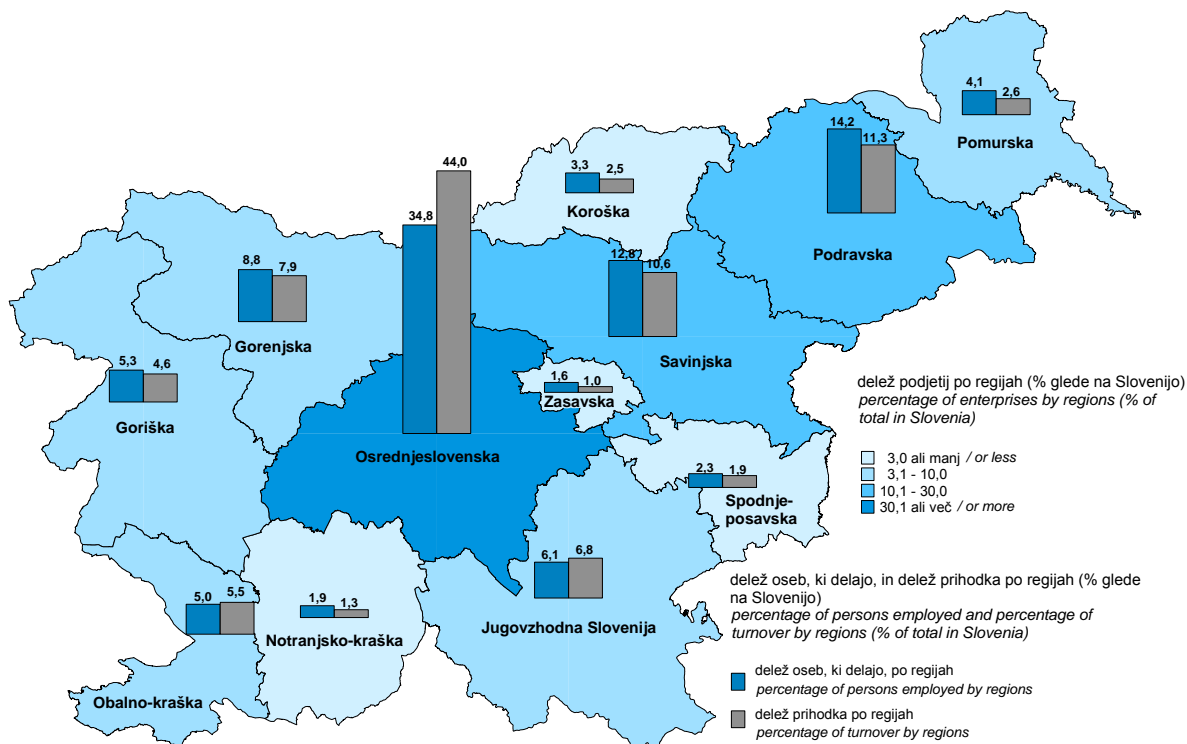 4,1
2,6
Pomurska
14,2
11,3
Podravska
3,3
2,5
Koroška
44,0
34,8
Osrednjeslovenska
12,8
10,6
Savinjska
8,8
7,9
Gorenjska
5,3
4,6
Goriška
1,6
1,0
Zasavska
2,3
1,9
Spodnje-
posavska
6,1
6,8
Jugovzhodna Slovenija
1,9
1,3
Notranjsko-kraška
5,0
5,5
Obalno-kraška
delež podjetij po regijah (% glede na Slovenijo)
percentage of enterprises by regions (% of
total in Slovenia)
3,0 ali manj / or less
3,1 - 10,0
10,1 - 30,0
30,1 ali več / or more
delež oseb, ki delajo, in delež prihodka po regijah (% glede
na Slovenijo)
percentage of persons employed and percentage of
turnover by regions (% of total in Slovenia)
delež oseb, ki delajo, po regijah
percentage of persons employed by regions
delež prihodka po regijah
percentage of turnover by regions